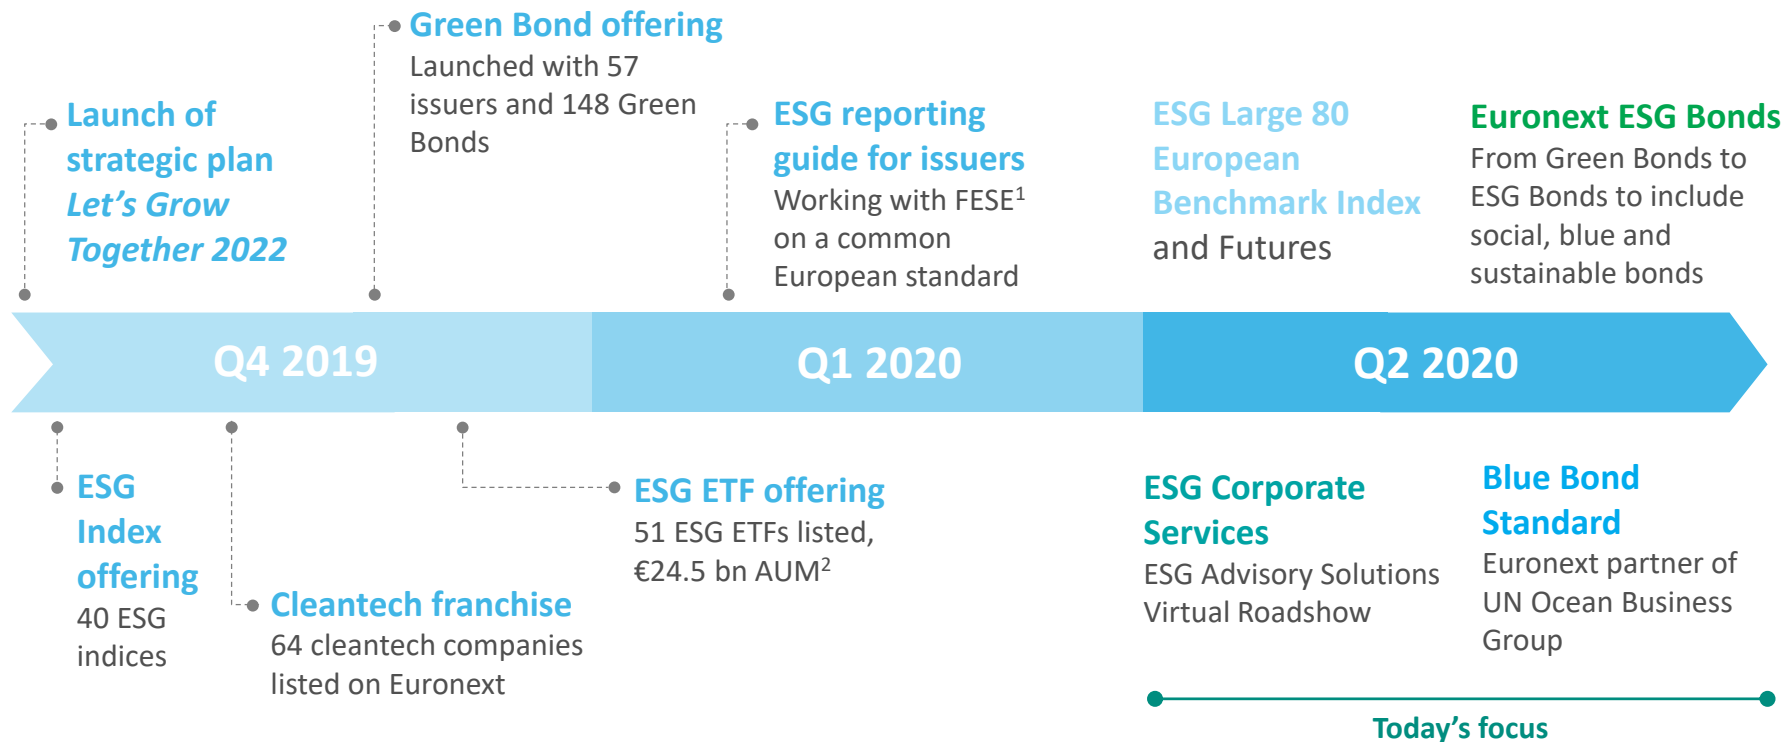 Green Bond offering
Launched with 57
issuers and 148 Green
Bonds
Launch of
strategic plan
Let's Grow
Together 2022
ESG reporting
guide for issuers
Working with FESE1
on a common
European standard
ESG Large 80
European
Benchmark Index
and Futures
Euronext ESG Bonds
From Green Bonds to
ESG Bonds to include
social, blue and
sustainable bonds
Q4 2019
Q1 2020
Q2 2020
ESG
Index
offering
40 ESG
indices
Cleantech franchise
64 cleantech companies
listed on Euronext
ESG ETF offering
51 ESG ETFs listed,
€24.5 bn AUM2
ESG Corporate
Services
ESG Advisory Solutions
Virtual Roadshow
Blue Bond
Standard
Euronext partner of
UN Ocean Business
Group
Today's focus